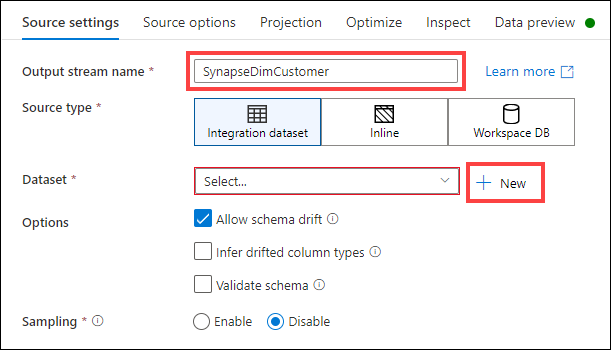 Source settings Source options Projection Optimize Inspect Data preview
Output stream name * SynapseDimCustomer Learn more
Source type * Integration dataset Inline Workspace DB
Dataset * Select... + New
Options Allow schema drift
Infer drifted column types
Validate schema
Sampling * Enable Disable